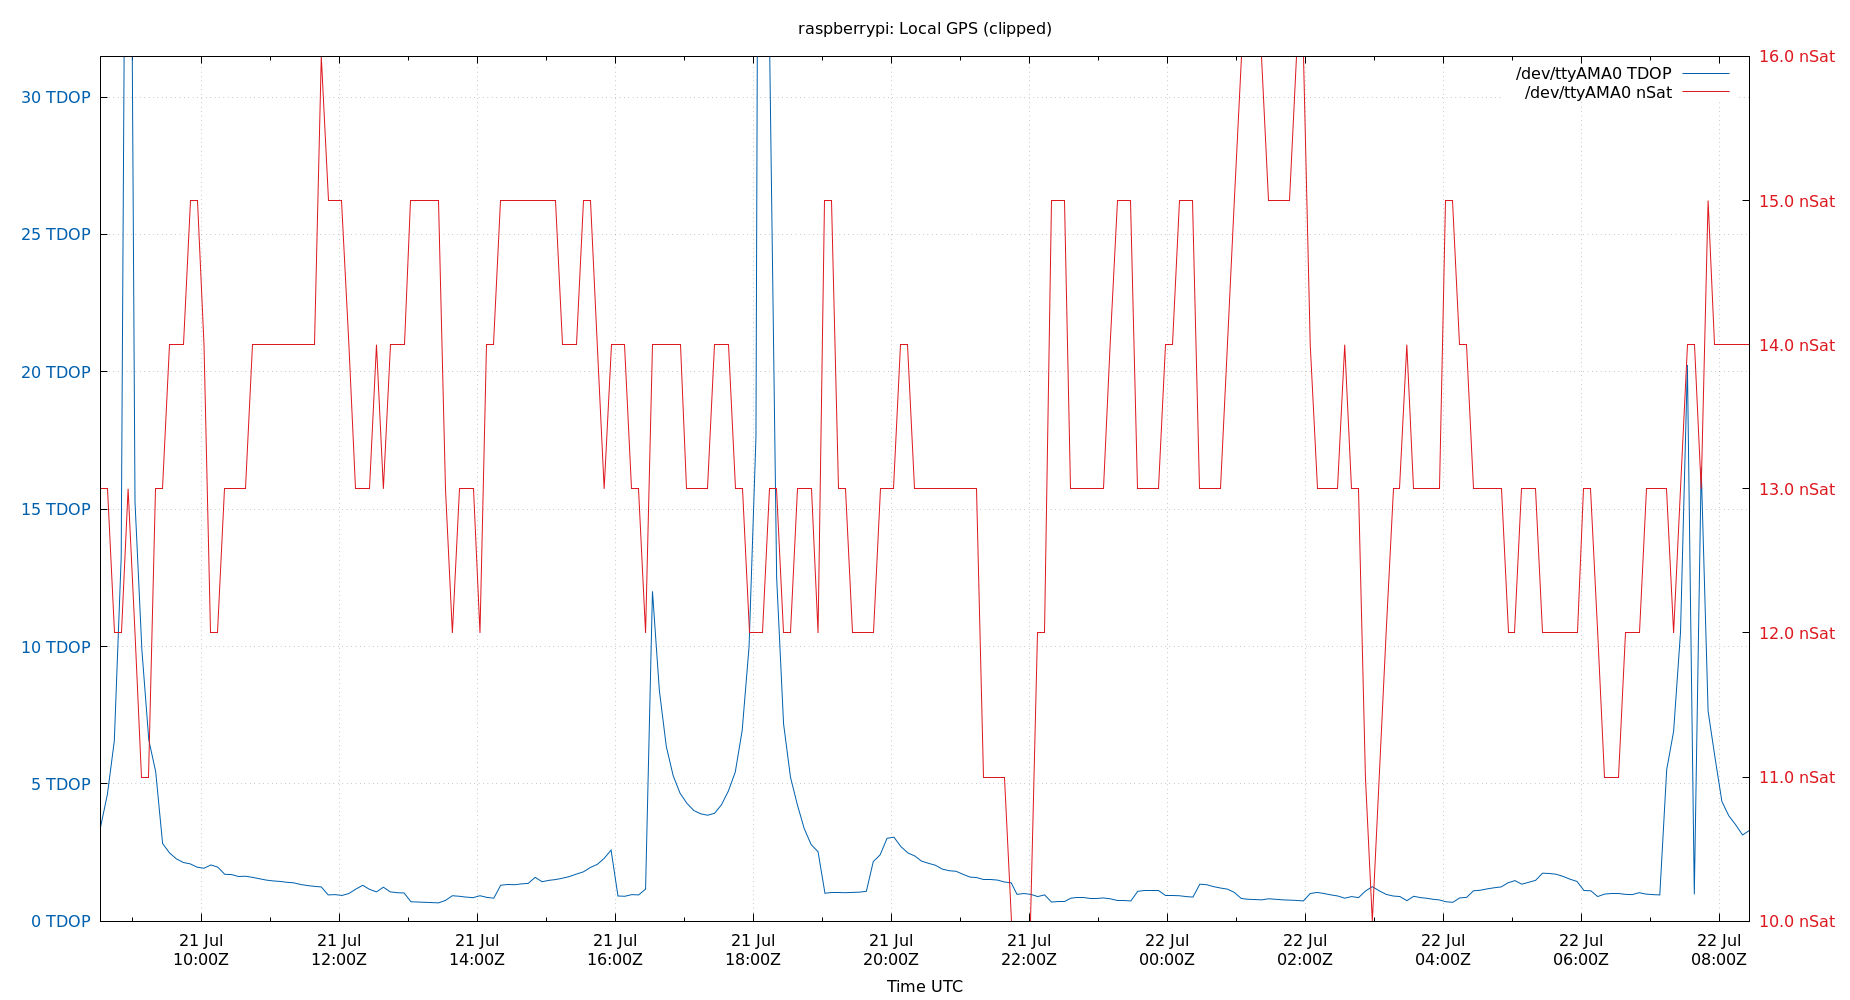 raspberrypi: Local GPS (clipped)
/dev/ttyAMA0 TDOP
/dev/ttyAMA0 nSat
30 TDOP
25 TDOP
20 TDOP
15 TDOP
10 TDOP
5 TDOP
0 TDOP
16.0 nSat
15.0 nSat
14.0 nSat
13.0 nSat
12.0 nSat
11.0 nSat
10.0 nSat
21 Jul
10:00Z
21 Jul
12:00Z
21 Jul
14:00Z
21 Jul
16:00Z
21 Jul
18:00Z
21 Jul
20:00Z
21 Jul
22:00Z
22 Jul
00:00Z
22 Jul
02:00Z
22 Jul
04:00Z
22 Jul
06:00Z
22 Jul
08:00Z
Time UTC